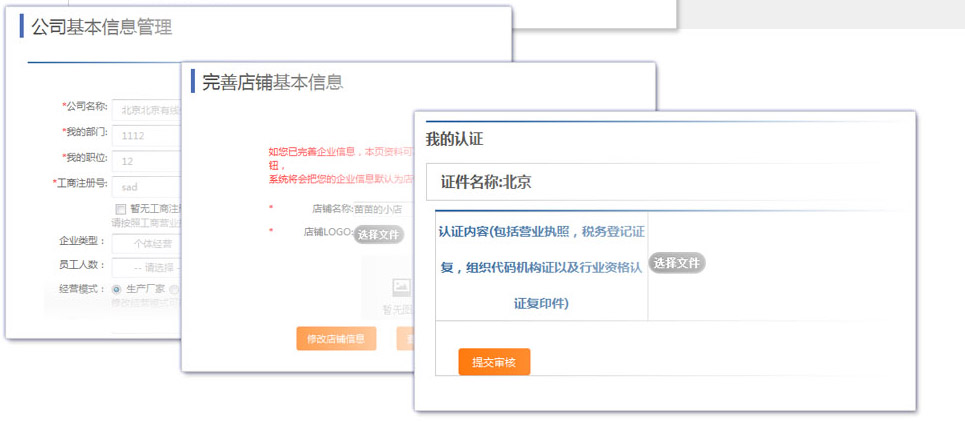 公司基本信息管理
*公司名称:
北京北京有线
*我的部门:
1112
*我的职位:
12
*工商注册号:
sad
暂无工商注册
请按照工商营业
企业类型：
个体经营
员工人数：
-- 请选择 -
经营模式：
生产厂家
修改经营模式可
完善店铺基本信息
如您已完善企业信息，本页资料可
钮，
系统将会把您的企业信息默认为店
*
店铺名称:
苗苗的小店
*
店铺LOGO:
选择文件
暂无图
修改店铺信息
我的认证
证件名称:北京
认证内容(包括营业执照，税务登记证
复，组织代码机构证以及行业资格认
证复印件)
选择文件
提交审核